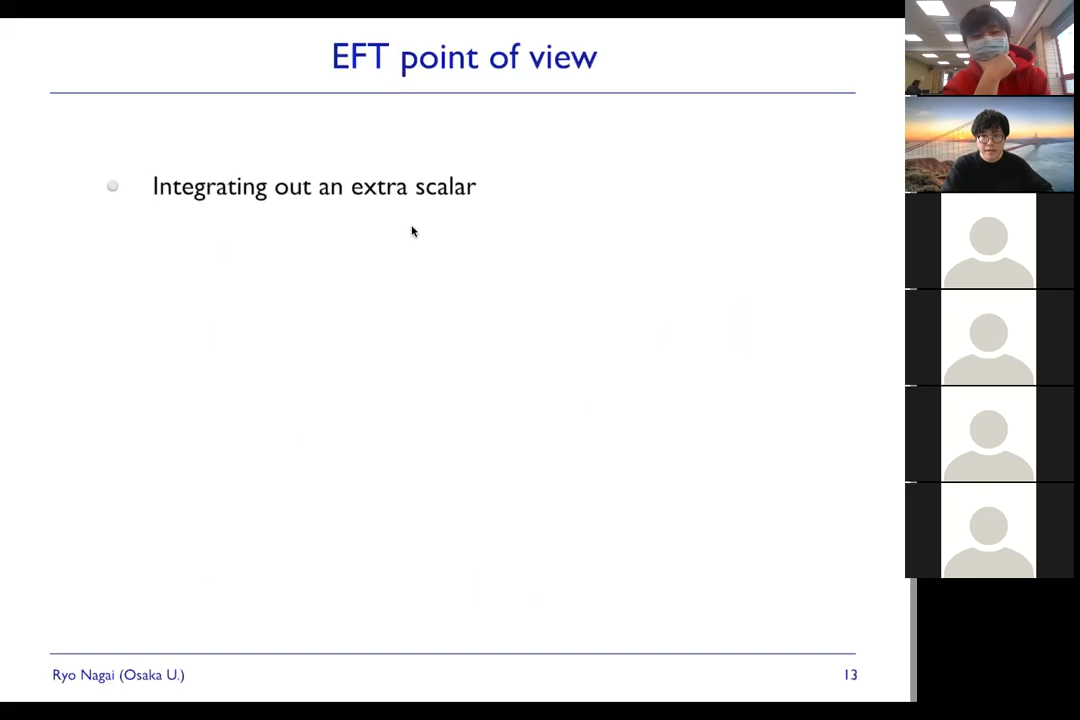 EFT point of view
Integrating out an extra scalar
Ryo Nagai (Osaka U.)
13